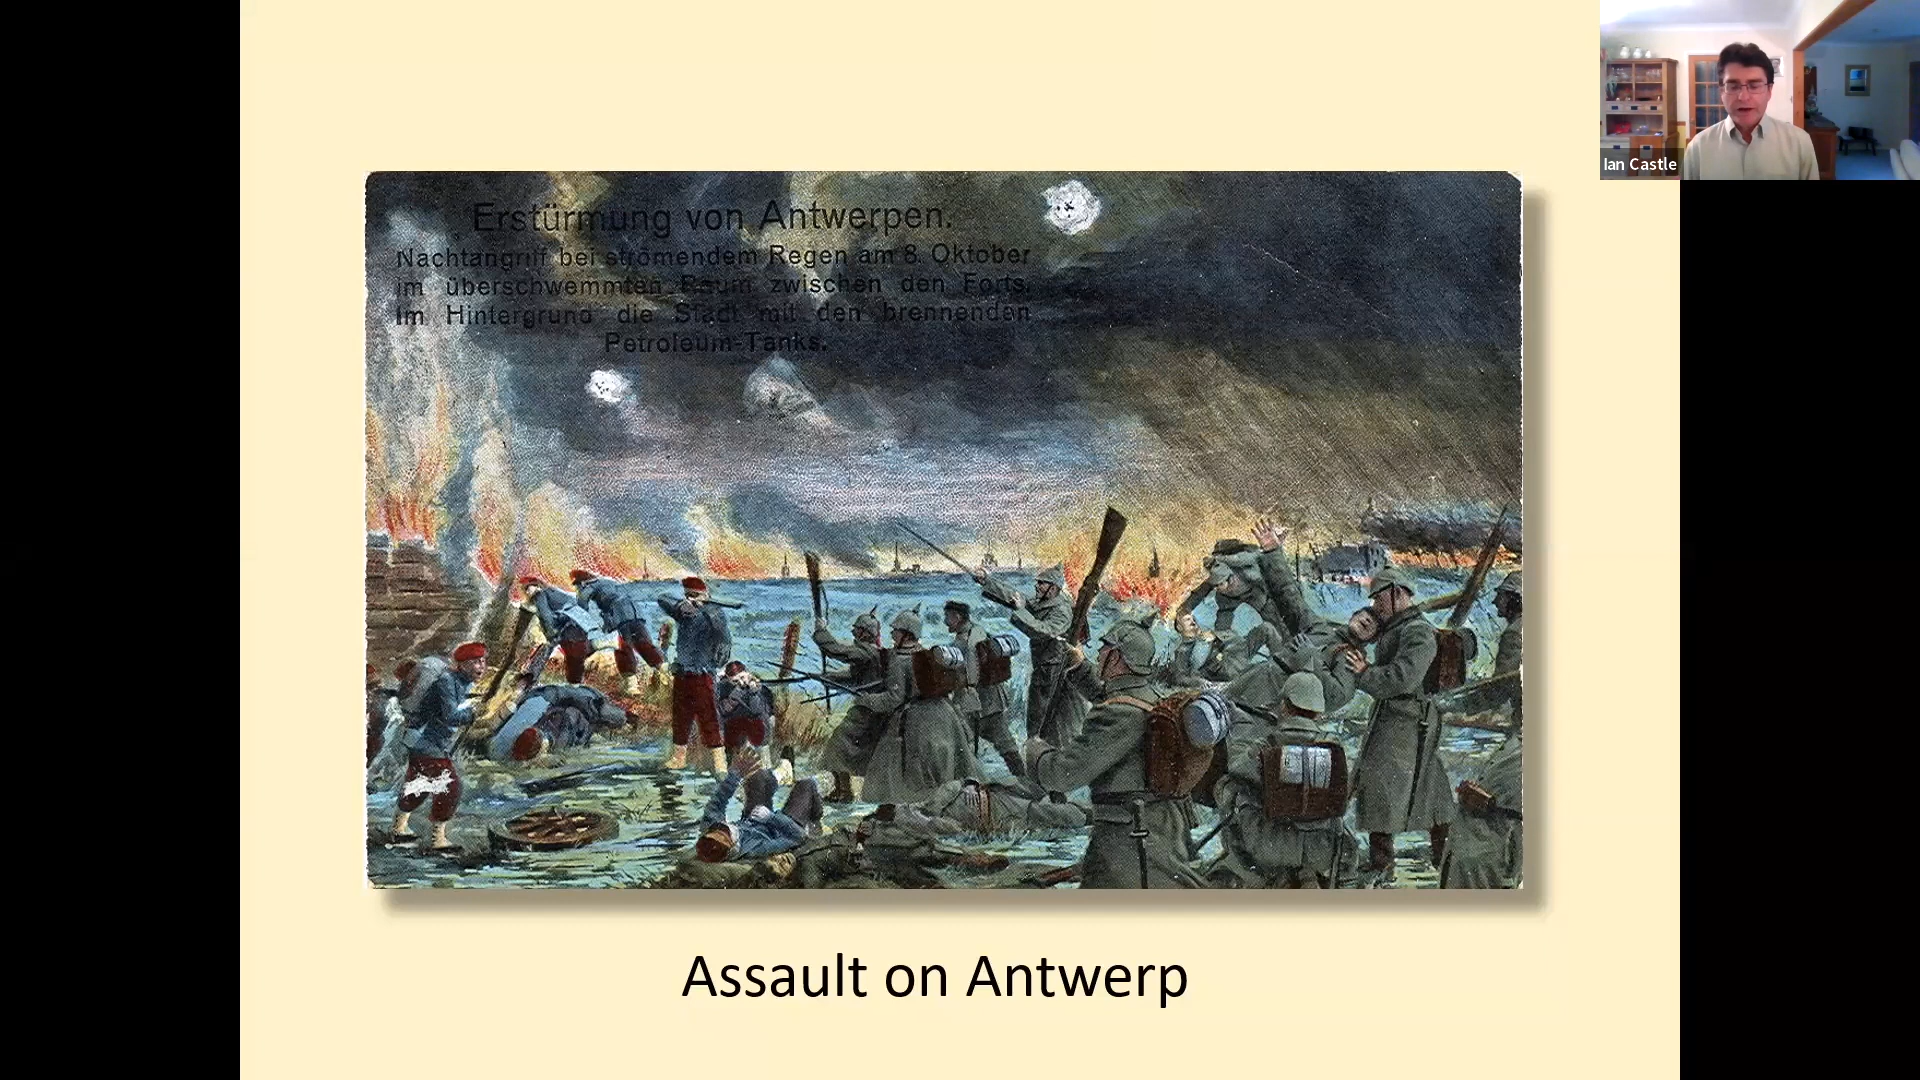 Ian Castle
Erstürmung von Antwerpen.
Nachtangriff bei strömendem Regen am 8. Oktober
im überschwemmten Raum zwischen den Forts.
Im Hintergrund die Stadt mit den brennenden
Petroleum-Tanks.
Assault on Antwerp